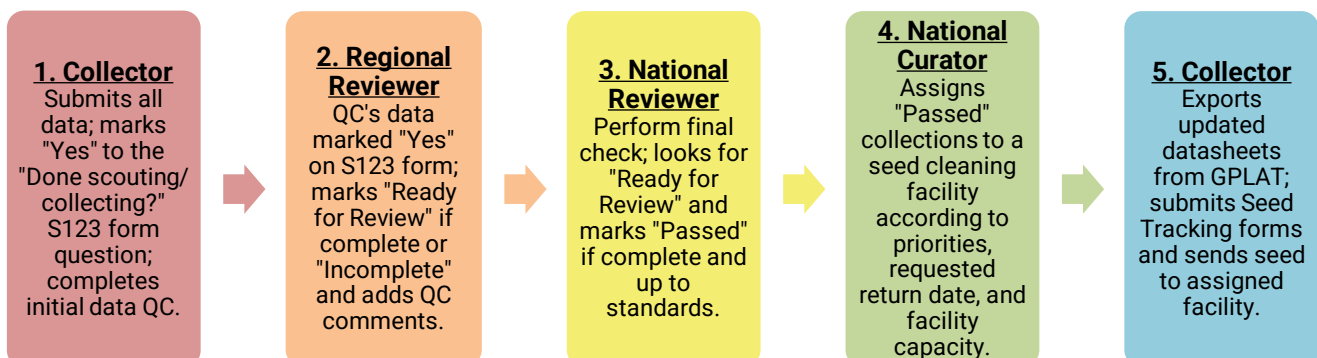 1. Collector
Submits all
data; marks
"Yes" to the
"Done scouting/
collecting?"
S123 form
question;
completes
initial data QC.
2. Regional
Reviewer
QC's data
marked "Yes"
on S123 form;
marks "Ready
for Review" if
complete or
"Incomplete"
and adds QC
comments.
3. National
Reviewer
Perform final
check; looks for
"Ready for
Review" and
marks "Passed"
if complete and
up to
standards.
4. National
Curator
Assigns
"Passed"
collections to a
seed cleaning
facility
according to
priorities,
requested
return date, and
facility
capacity.
5. Collector
Exports
updated
datasheets
from GPLAT;
submits Seed
Tracking forms
and sends seed
to assigned
facility.